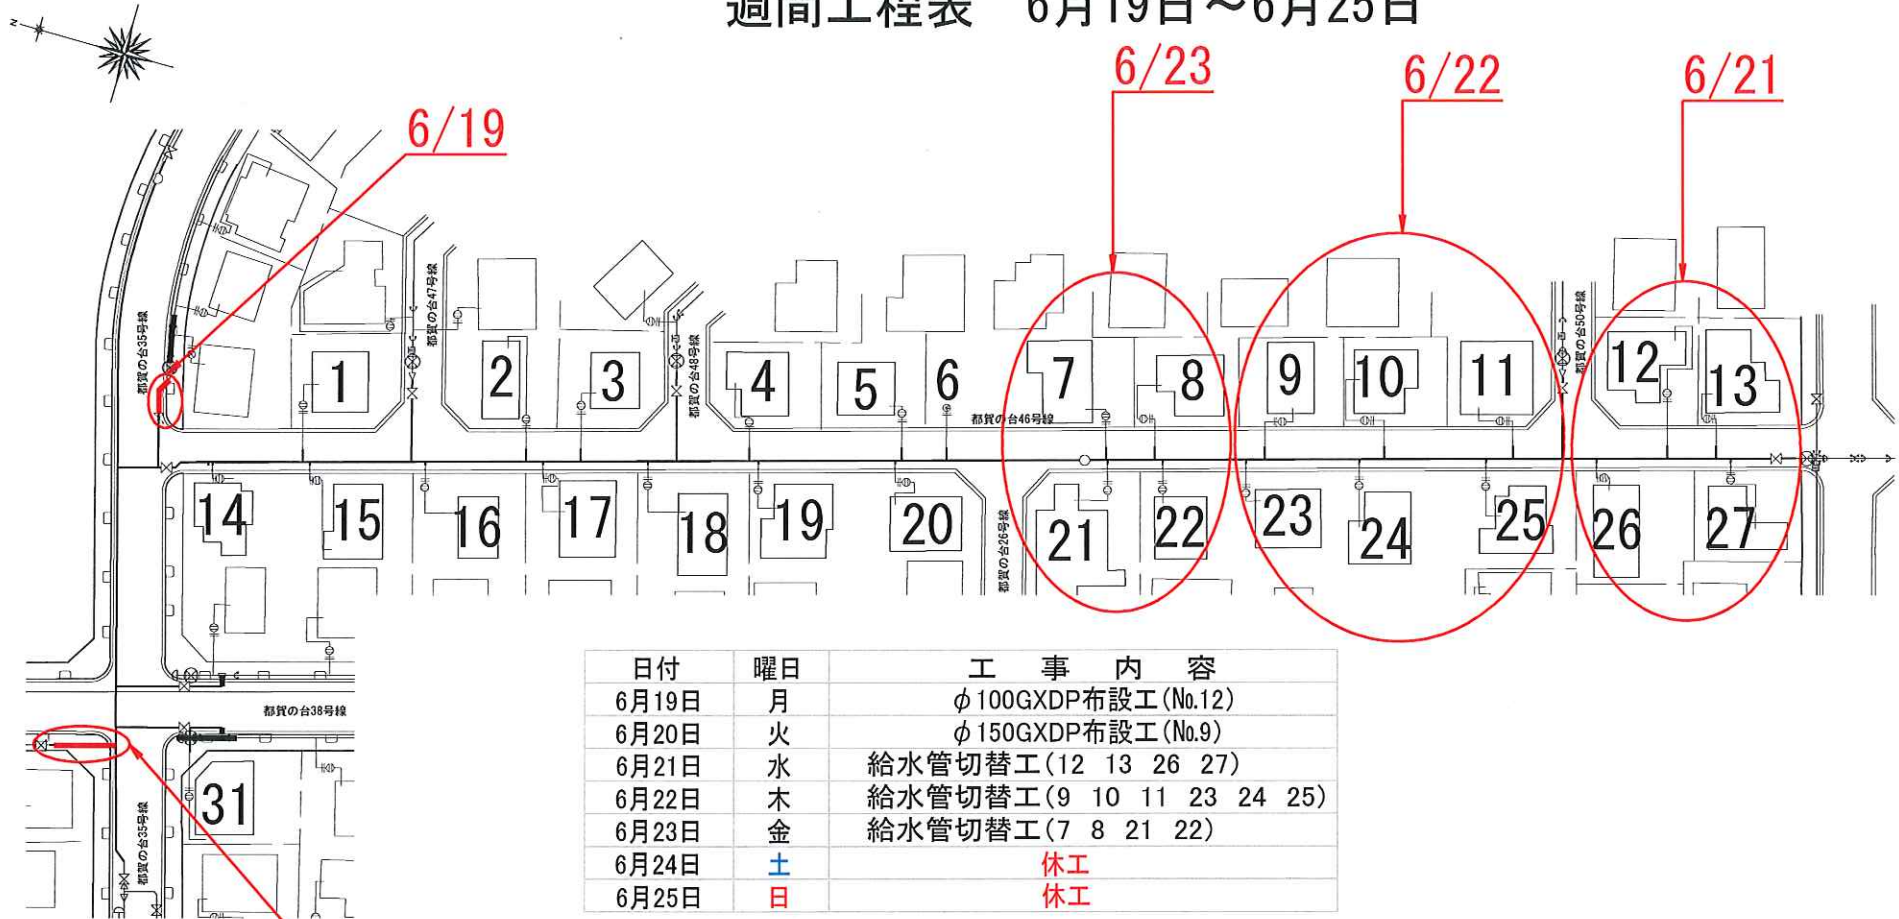 週間工程表　6月19日～6月25日
N
6/19
6/23
6/22
6/21
都賀の台35号線
都賀の台47号線
都賀の台48号線
都賀の台50号線
1
2
3
4
5
6
7
8
9
10
11
12
13
都賀の台46号線
14
15
16
17
18
19
20
都賀の台26号線
21
22
23
24
25
26
27
都賀の台38号線
31
都賀の台35号線
日付 曜日 工事内容
6月19日 月 φ100GXDP布設工(No.12)
6月20日 火 φ150GXDP布設工(No.9)
6月21日 水 給水管切替工(12 13 26 27)
6月22日 木 給水管切替工(9 10 11 23 24 25)
6月23日 金 給水管切替工(7 8 21 22)
6月24日 土 休工
6月25日 日 休工